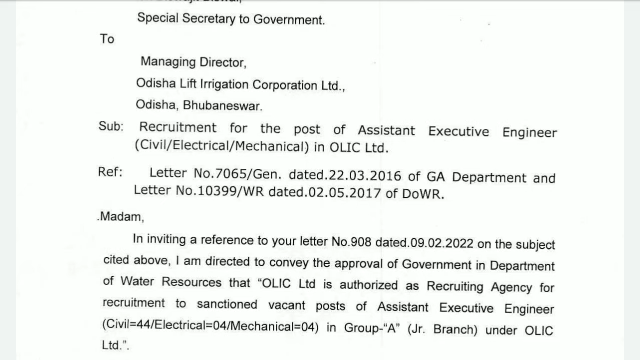 Special Secretary to Government.
To
Managing Director,
Odisha Lift Irrigation Corporation Ltd.,
Odisha, Bhubaneswar.
Sub: Recruitment for the post of Assistant Executive Engineer
(Civil/Electrical/Mechanical) in OLIC Ltd.
Ref: Letter No.7065/Gen. dated.22.03.2016 of GA Department and
Letter No.10399/WR dated.02.05.2017 of DoWR.
.Madam,
In inviting a reference to your letter No.908 dated.09.02.2022 on the subject
cited above, I am directed to convey the approval of Government in Department
of Water Resources that "OLIC Ltd is authorized as Recruiting Agency for
recruitment to sanctioned vacant posts of Assistant Executive Engineer
(Civil=44/Electrical=04/Mechanical=04) in Group-"A" (Jr. Branch) under OLIC
Ltd.".